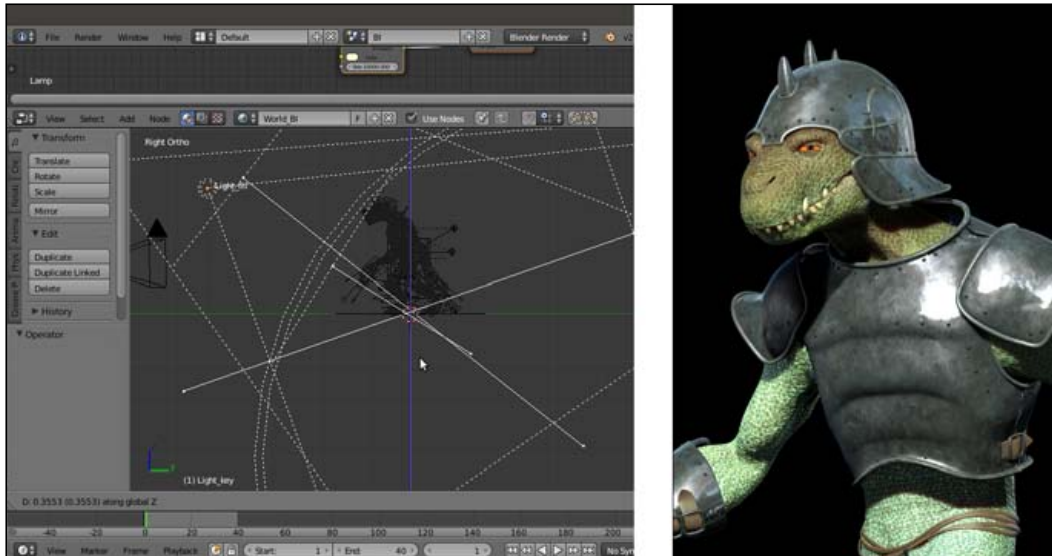 File Render Window Help Default BI Blender Render v2
Lamp
View Select Add Node World_BI F Use Nodes
Transform
Translate
Rotate
Scale
Mirror
Edit
Duplicate
Duplicate Linked
Delete
History
Operator
Right Ortho
(1) Light_key
D: 0.3553 (0.3553) along global Z
-40 -20 0 20 40 60 80 100 120 140 160 180 200
View Marker Frame Playback Start: 1 End: 40 1 No Syn